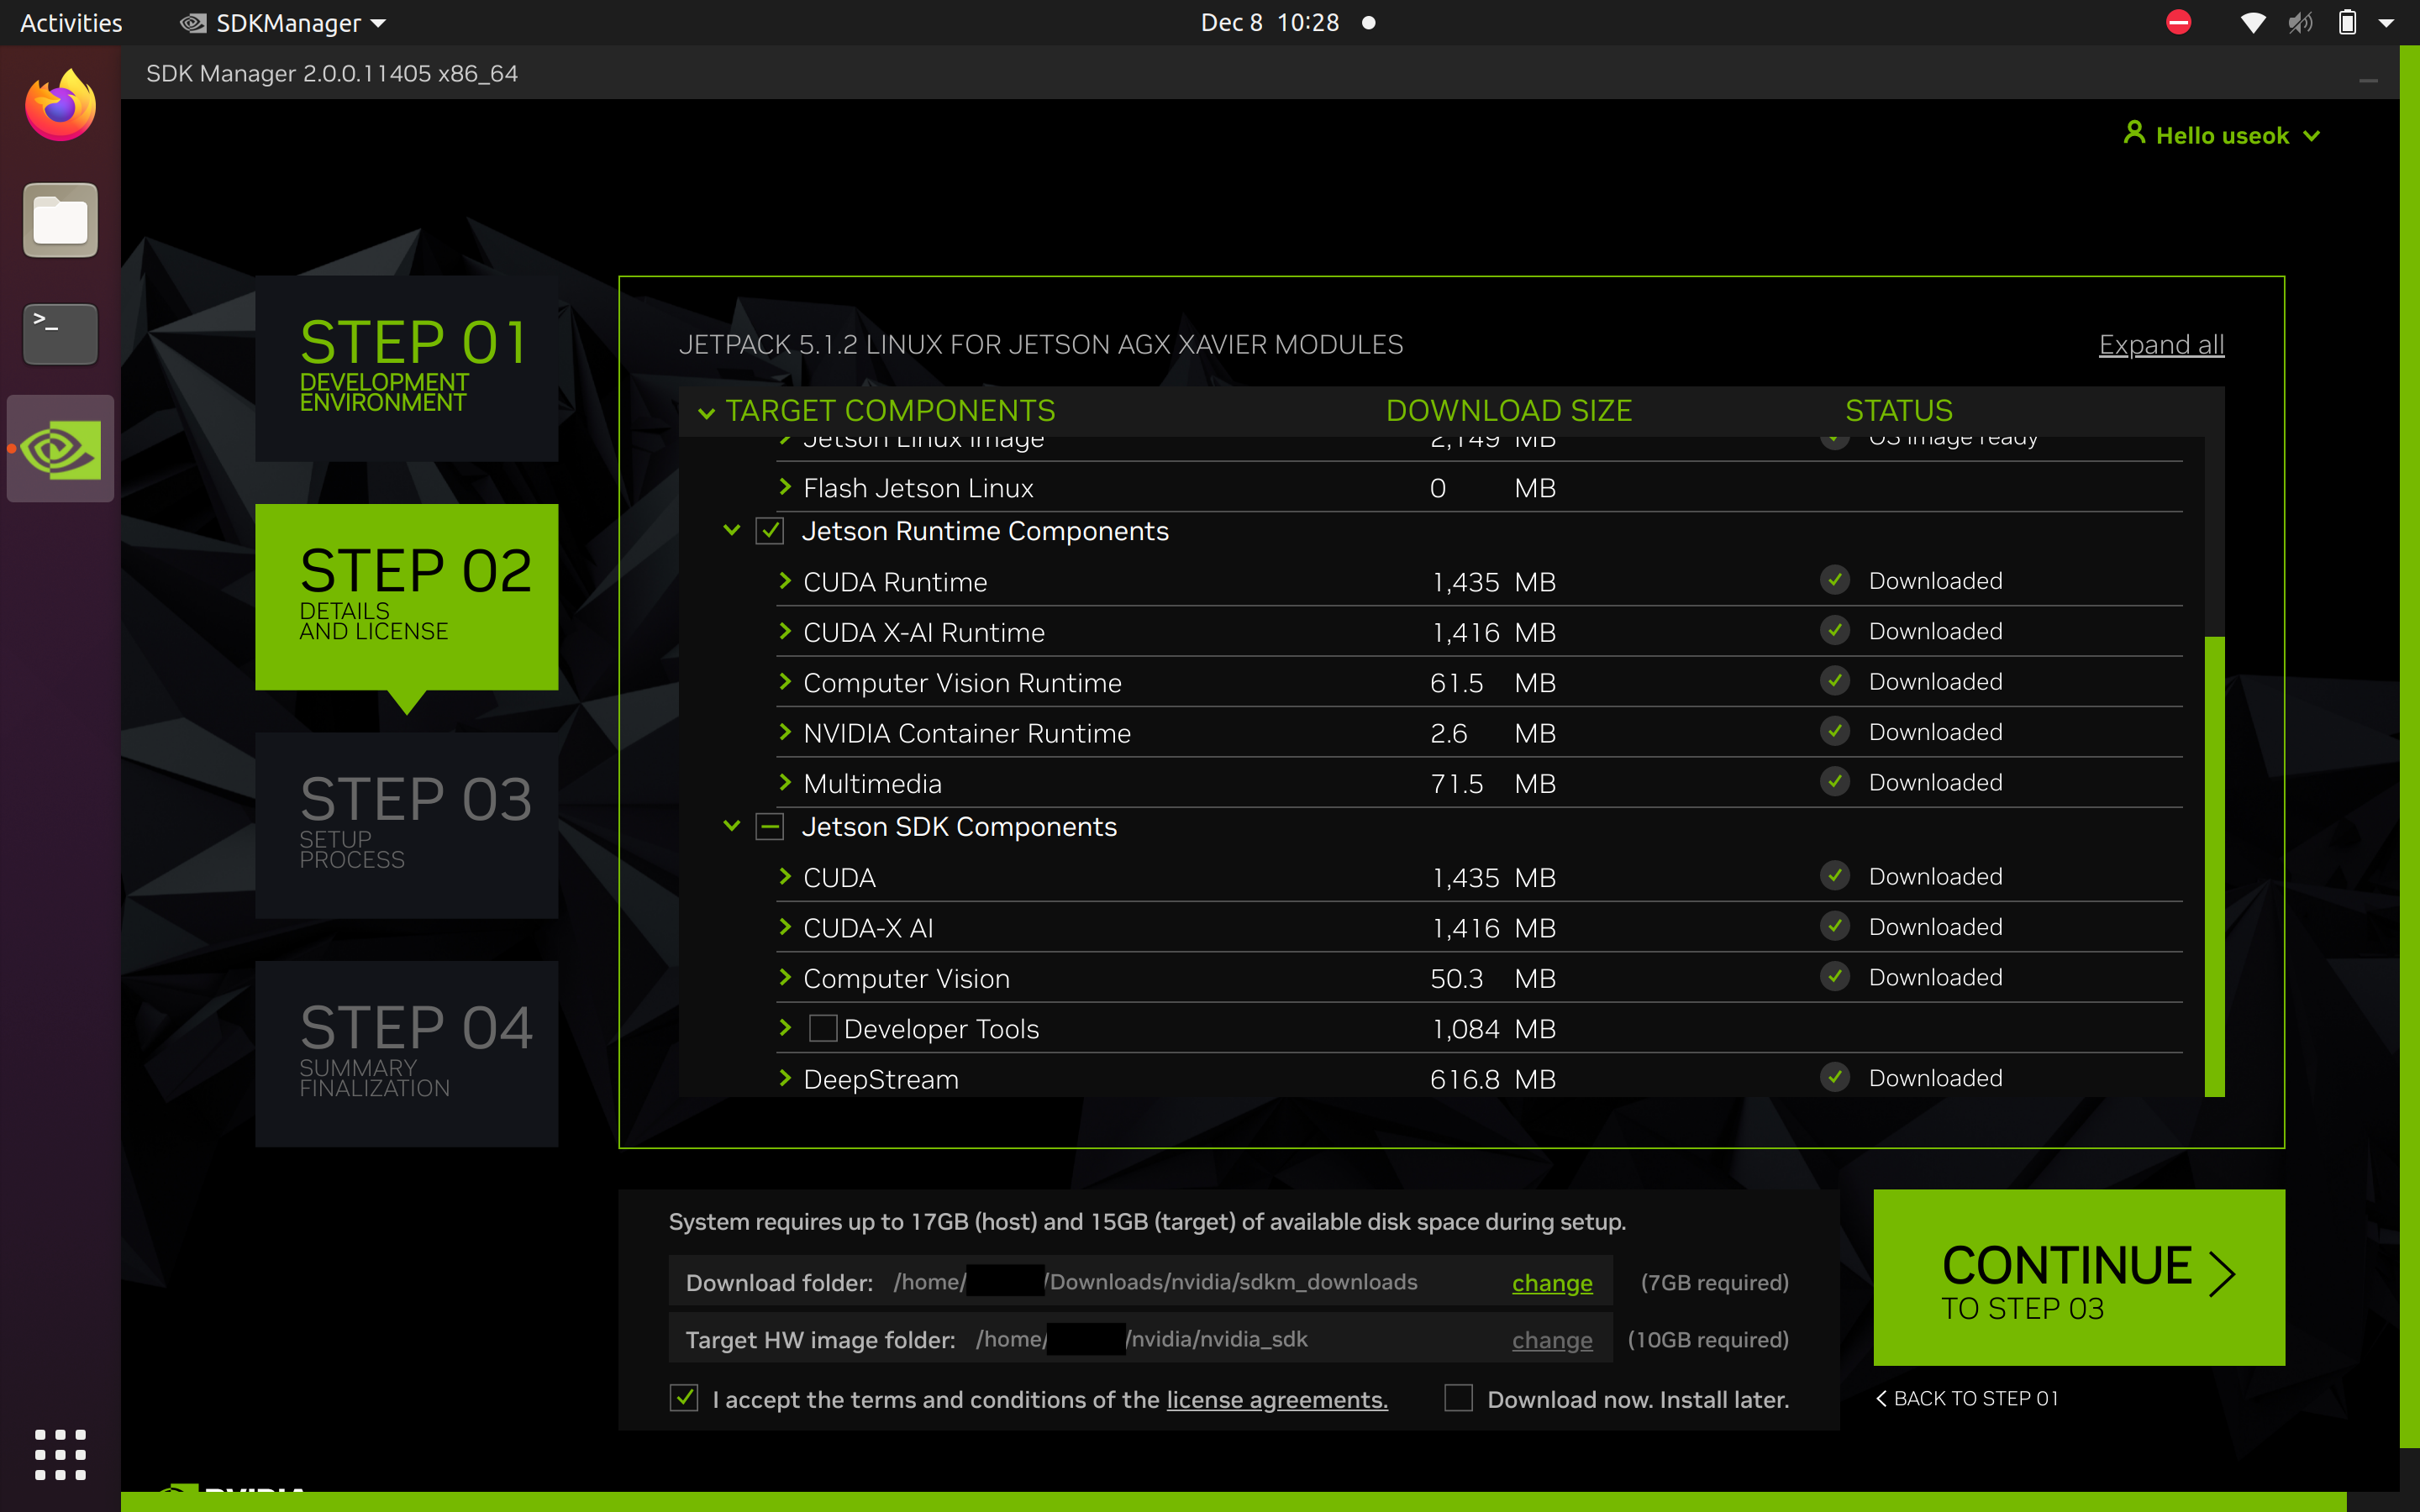 Activities SDKManager Dec 8 10:28
SDK Manager 2.0.0.11405 x86_64
Hello useok
STEP 01
DEVELOPMENT
ENVIRONMENT
STEP 02
DETAILS
AND LICENSE
STEP 03
SETUP
PROCESS
STEP 04
SUMMARY
FINALIZATION
JETPACK 5.1.2 LINUX FOR JETSON AGX XAVIER MODULES Expand all
TARGET COMPONENTS DOWNLOAD SIZE STATUS
Jetson Linux image 2,149 MB OS image ready
Flash Jetson Linux 0 MB
Jetson Runtime Components
CUDA Runtime 1,435 MB Downloaded
CUDA X-AI Runtime 1,416 MB Downloaded
Computer Vision Runtime 61.5 MB Downloaded
NVIDIA Container Runtime 2.6 MB Downloaded
Multimedia 71.5 MB Downloaded
Jetson SDK Components
CUDA 1,435 MB Downloaded
CUDA-X AI 1,416 MB Downloaded
Computer Vision 50.3 MB Downloaded
Developer Tools 1,084 MB
DeepStream 616.8 MB Downloaded
System requires up to 17GB (host) and 15GB (target) of available disk space during setup.
Download folder: /home/ /Downloads/nvidia/sdkm_downloads change (7GB required)
Target HW image folder: /home/ /nvidia/nvidia_sdk change (10GB required)
I accept the terms and conditions of the license agreements. Download now. Install later.
CONTINUE
TO STEP 03
BACK TO STEP 01
NVIDIA